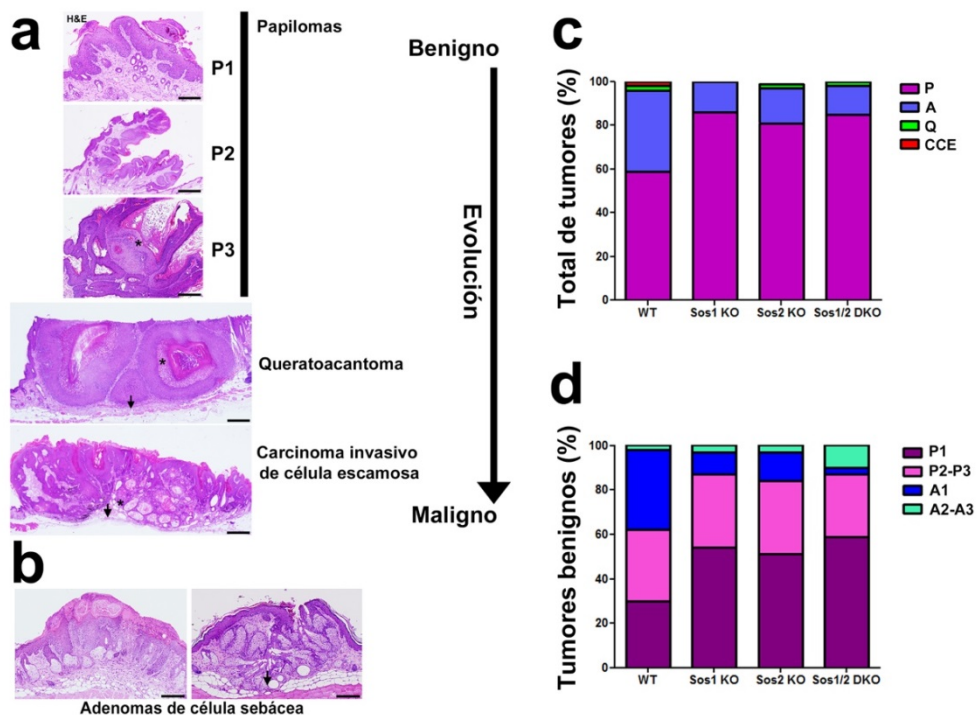 a
H&E
P1
P2
P3
Papilomas
Queratoacantoma
Carcinoma invasivo
de célula escamosa
Benigno
Evolución
Maligno
b
Adenomas de célula sebácea
c
Total de tumores (%)
100
80
60
40
20
0
WT
Sos1 KO
Sos2 KO
Sos1/2 DKO
P
A
Q
CCE
d
Tumores benignos (%)
100
80
60
40
20
0
WT
Sos1 KO
Sos2 KO
Sos1/2 DKO
P1
P2-P3
A1
A2-A3